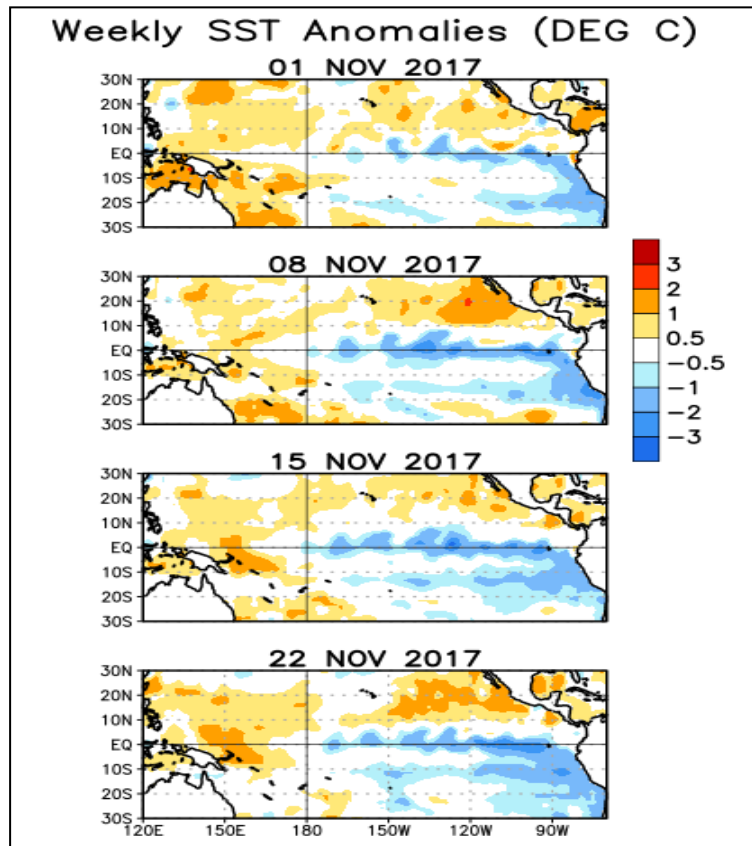 Weekly SST Anomalies (DEG C)
01 NOV 2017
30N
20N
10N
EQ
10S
20S
30S
08 NOV 2017
30N
20N
10N
EQ
10S
20S
30S
3
2
1
0.5
-0.5
-1
-2
-3
15 NOV 2017
30N
20N
10N
EQ
10S
20S
30S
22 NOV 2017
30N
20N
10N
EQ
10S
20S
30S
120E 150E 180 150W 120W 90W